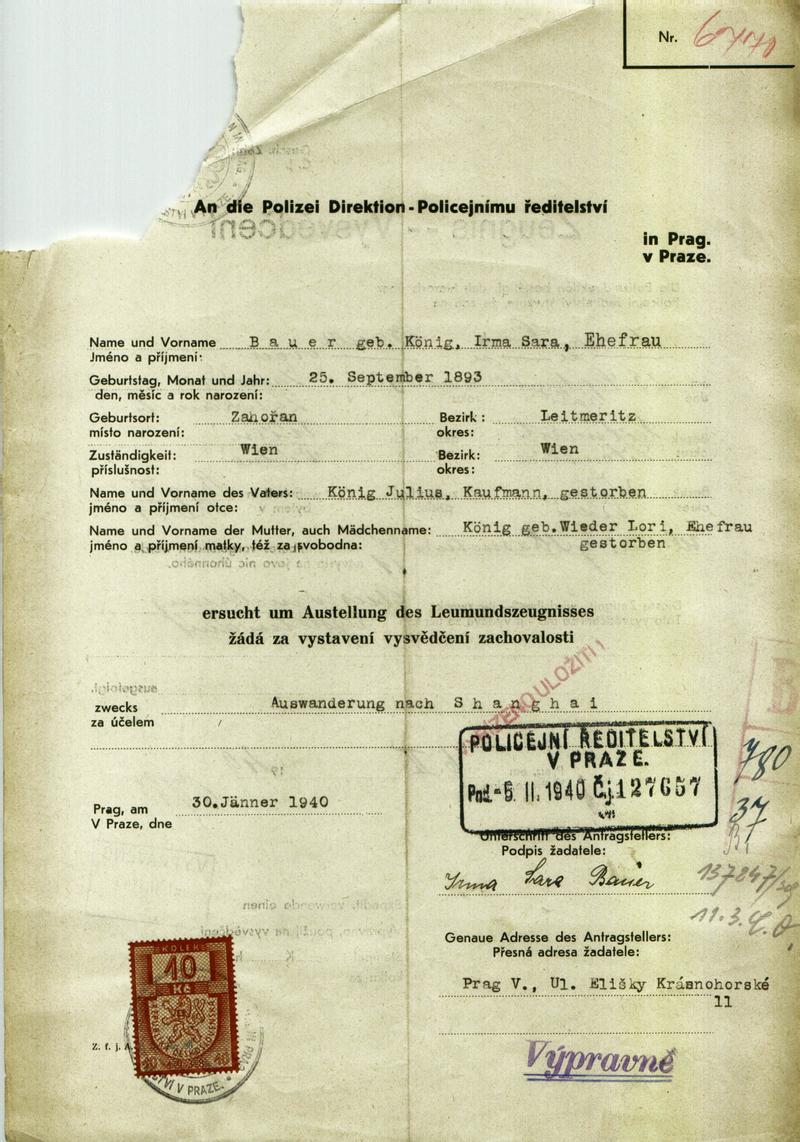 Nr. 6770
An die Polizei Direktion - Policejnímu ředitelství
in Prag.
v Praze.
Name und Vorname B a u e r geb. König, Irma Sara, Ehefrau
Jméno a příjmení:
Geburtstag, Monat und Jahr: 25. September 1893
den, měsíc a rok narození:
Geburtsort: Zahořan Bezirk: Leitmeritz
místo narození: okres:
Zuständigkeit: Wien Bezirk: Wien
příslušnost: okres:
Name und Vorname des Vaters: König Julius, Kaufmann, gestorben
jméno a příjmení otce:
Name und Vorname der Mutter, auch Mädchenname: König geb.Wieder Lori, Ehefrau
jméno a příjmení matky, též za svobodna: gestorben
ersucht um Austellung des Leumundszeugnisses
žádá za vystavení vysvědčení zachovalosti
zwecks Auswanderung nach S h a n g h a i
za účelem
ULOŽITI
POLICEJNÍ ŘEDITELSTVÍ
V PRAZE.
Pod. -6. II. 1940 Č.j. 127657
780
37
Prag, am 30.Jänner 1940
V Praze, dne
Unterschrift des Antragstellers:
Podpis žadatele:
Irma Sara Bauer
11.3.
Genaue Adresse des Antragstellers:
Přesná adresa žadatele:
Prag V., Ul. Elišky Krásnohorské
11
KOLEK
10
Kč
Z. f. j. A.
V PRAZE.
Výpravně